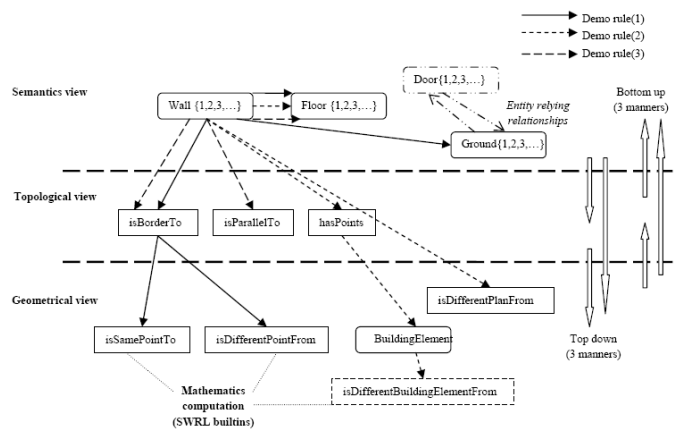 Demo rule(1)
Demo rule(2)
Demo rule(3)
Semantics view
Wall {1,2,3,…}
Floor {1,2,3,…}
Door{1,2,3,…}
Entity relying
relationships
Ground{1,2,3,…}
Bottom up
(3 manners)
Topological view
isBorderTo
isParallelTo
hasPoints
Geometrical view
isDifferentPlanFrom
isSamePointTo
isDifferentPointFrom
BuildingElement
Top down
(3 manners)
isDifferentBuildingElementFrom
Mathematics
computation
(SWRL builtins)